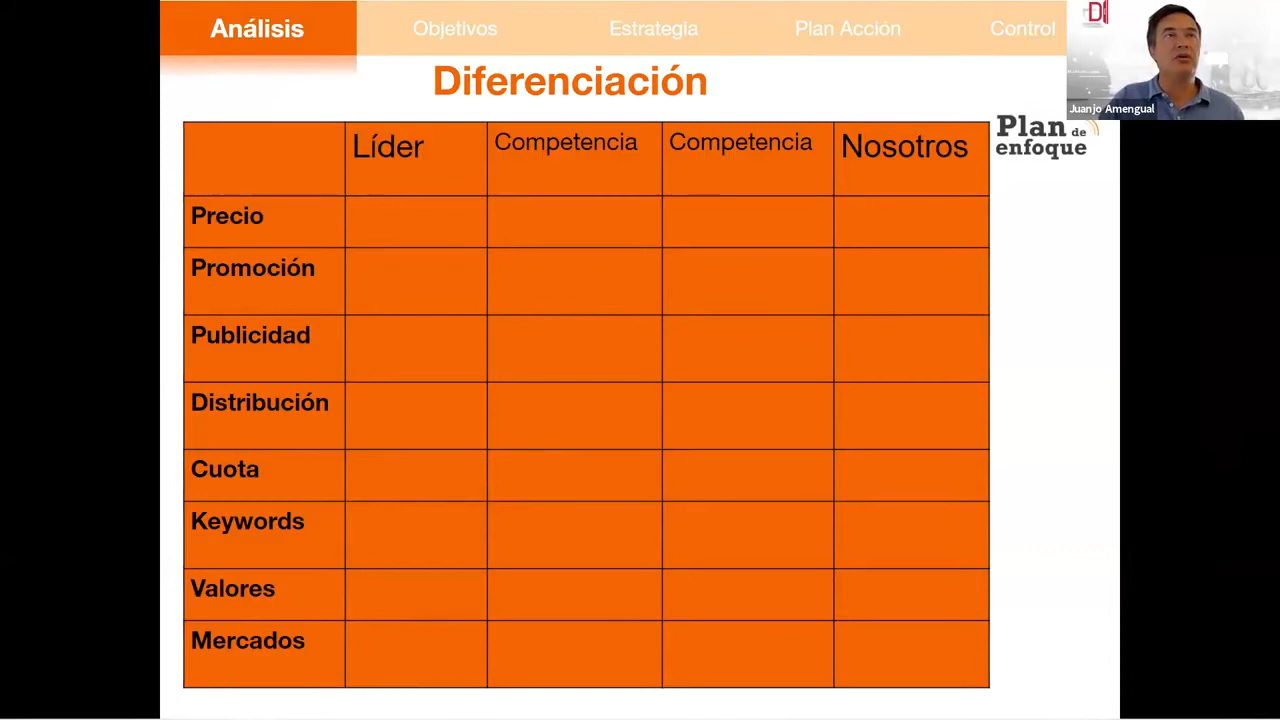 Análisis Objetivos Estrategia Plan Acción Control
DI
Juanjo Amengual
Diferenciación
Plan de
enfoque
Líder Competencia Competencia Nosotros
Precio
Promoción
Publicidad
Distribución
Cuota
Keywords
Valores
Mercados